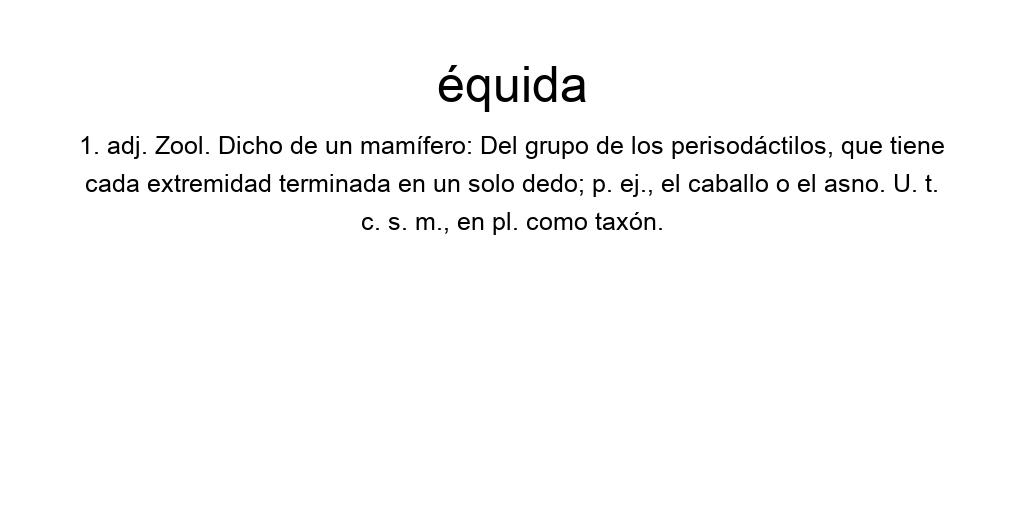 équida
1. adj. Zool. Dicho de un mamífero: Del grupo de los perisodáctilos, que tiene
cada extremidad terminada en un solo dedo; p. ej., el caballo o el asno. U. t.
c. s. m., en pl. como taxón.